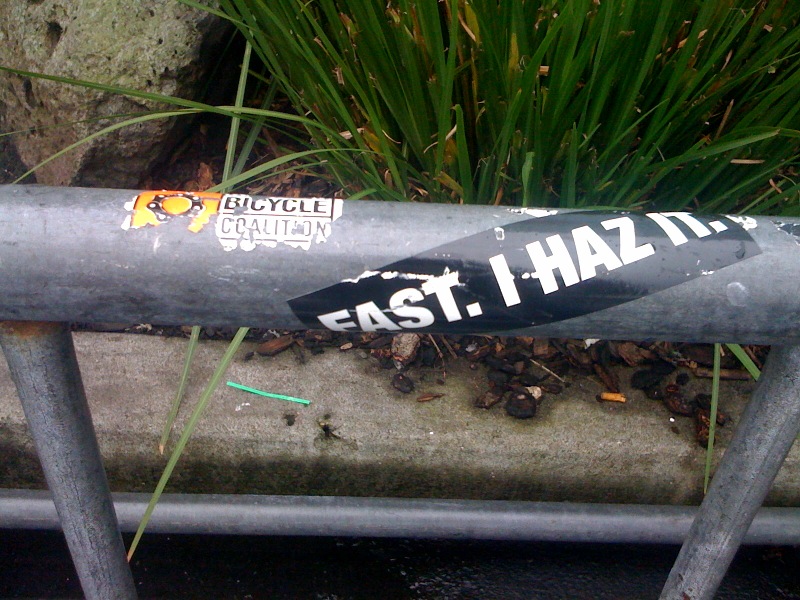 BICYCLE
COALITION
FAST. I HAZ IT.